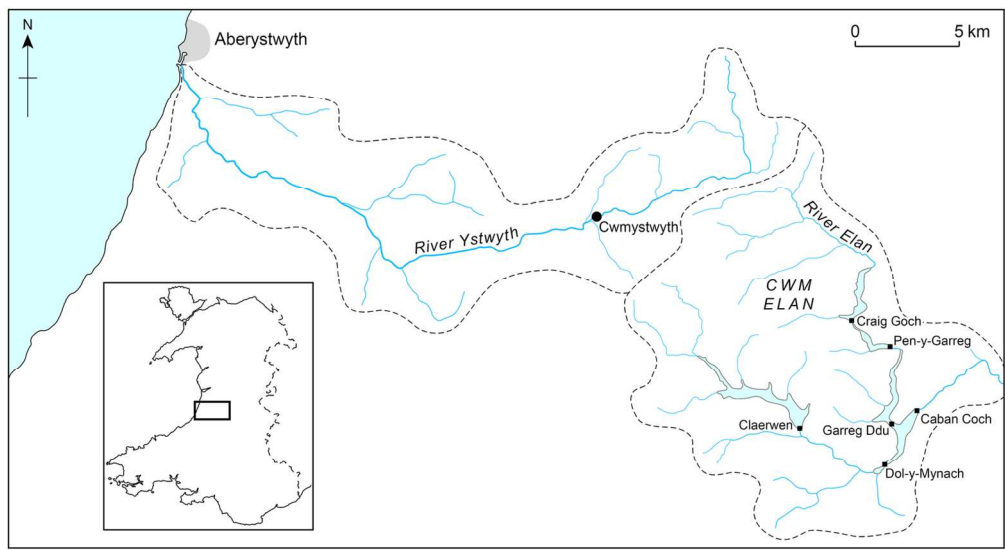 N
Aberystwyth
0 5 km
River Ystwyth
Cwmystwyth
River Elan
CWM
ELAN
Craig Goch
Pen-y-Garreg
Claerwen
Garreg Ddu
Caban Coch
Dol-y-Mynach